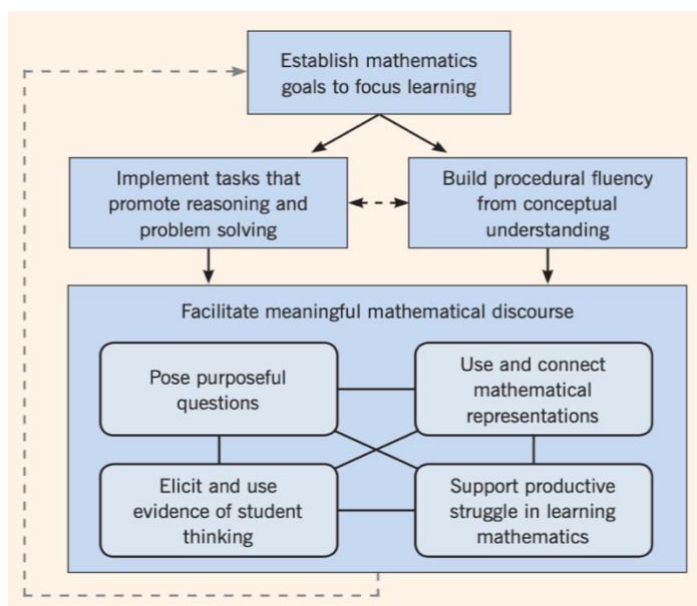 Establish mathematics
goals to focus learning
Implement tasks that
promote reasoning and
problem solving
Build procedural fluency
from conceptual
understanding
Facilitate meaningful mathematical discourse
Pose purposeful
questions
Use and connect
mathematical
representations
Elicit and use
evidence of student
thinking
Support productive
struggle in learning
mathematics